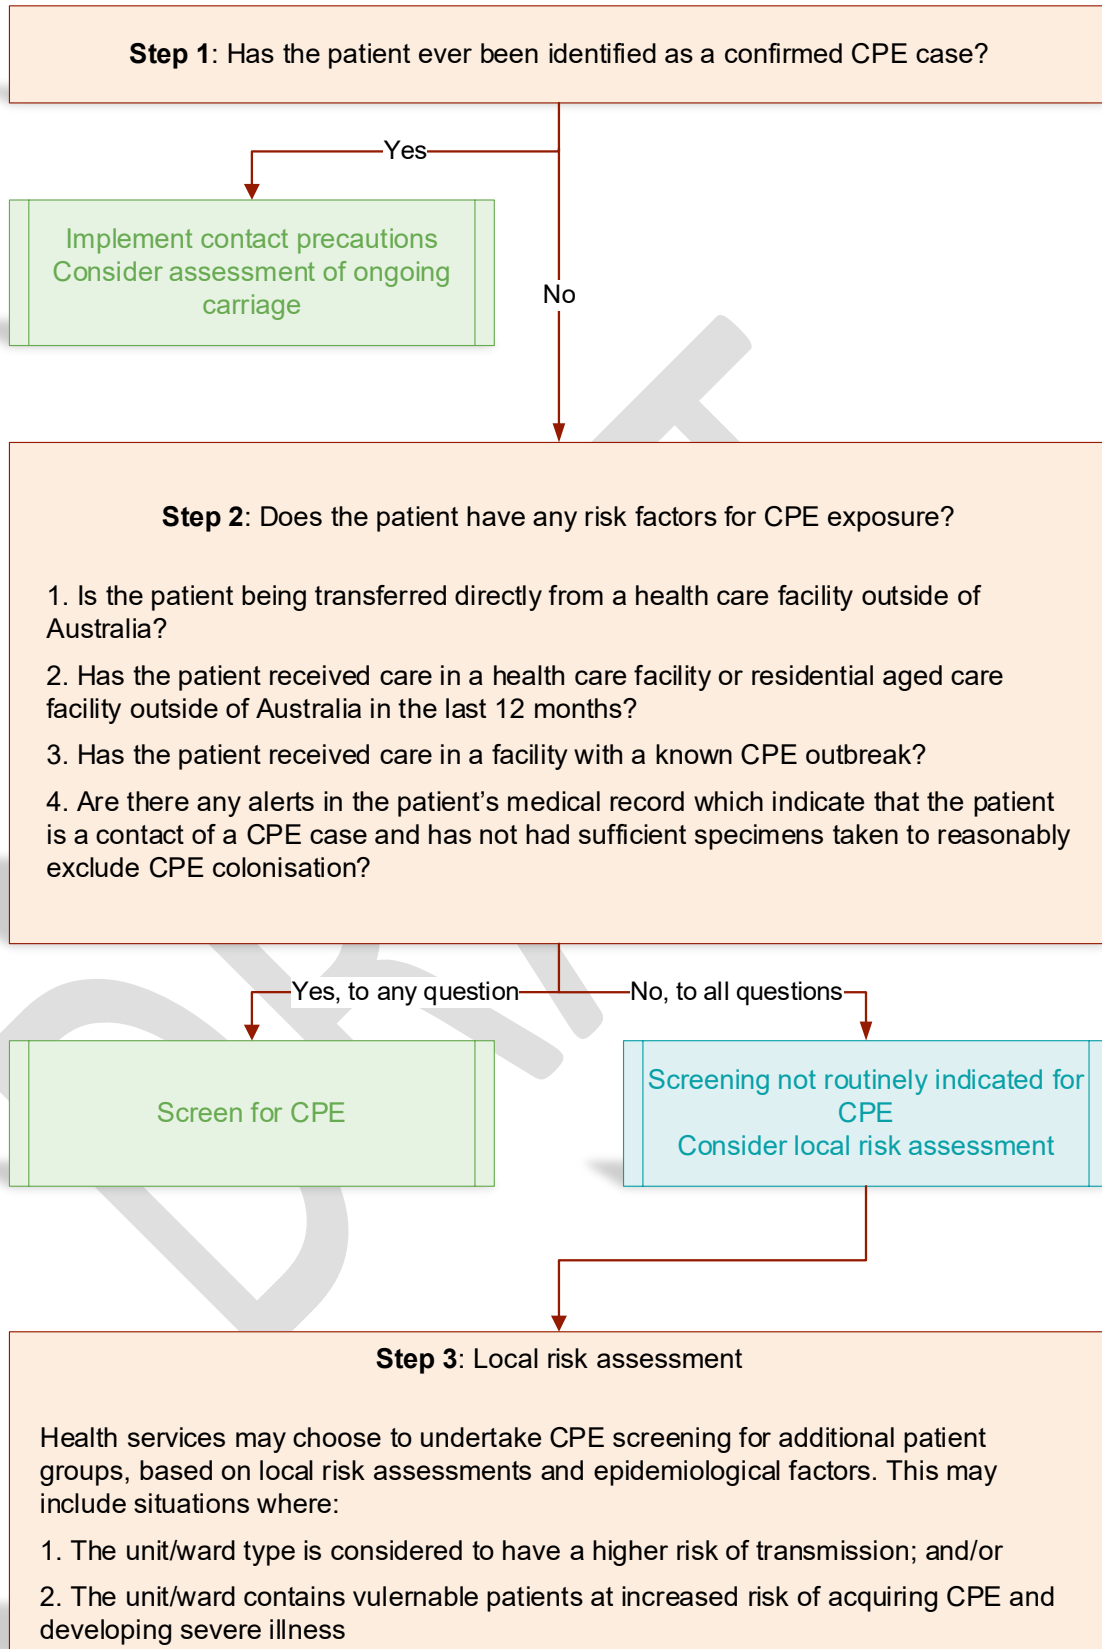 Step 1: Has the patient ever been identified as a confirmed CPE case?
Yes
Implement contact precautions
Consider assessment of ongoing
carriage
No
Step 2: Does the patient have any risk factors for CPE exposure?
1. Is the patient being transferred directly from a health care facility outside of
Australia?
2. Has the patient received care in a health care facility or residential aged care
facility outside of Australia in the last 12 months?
3. Has the patient received care in a facility with a known CPE outbreak?
4. Are there any alerts in the patient’s medical record which indicate that the patient
is a contact of a CPE case and has not had sufficient specimens taken to reasonably
exclude CPE colonisation?
Yes, to any question
No, to all questions
Screen for CPE
Screening not routinely indicated for
CPE
Consider local risk assessment
Step 3: Local risk assessment
Health services may choose to undertake CPE screening for additional patient
groups, based on local risk assessments and epidemiological factors. This may
include situations where:
1. The unit/ward type is considered to have a higher risk of transmission; and/or
2. The unit/ward contains vulernable patients at increased risk of acquiring CPE and
developing severe illness
DRAFT